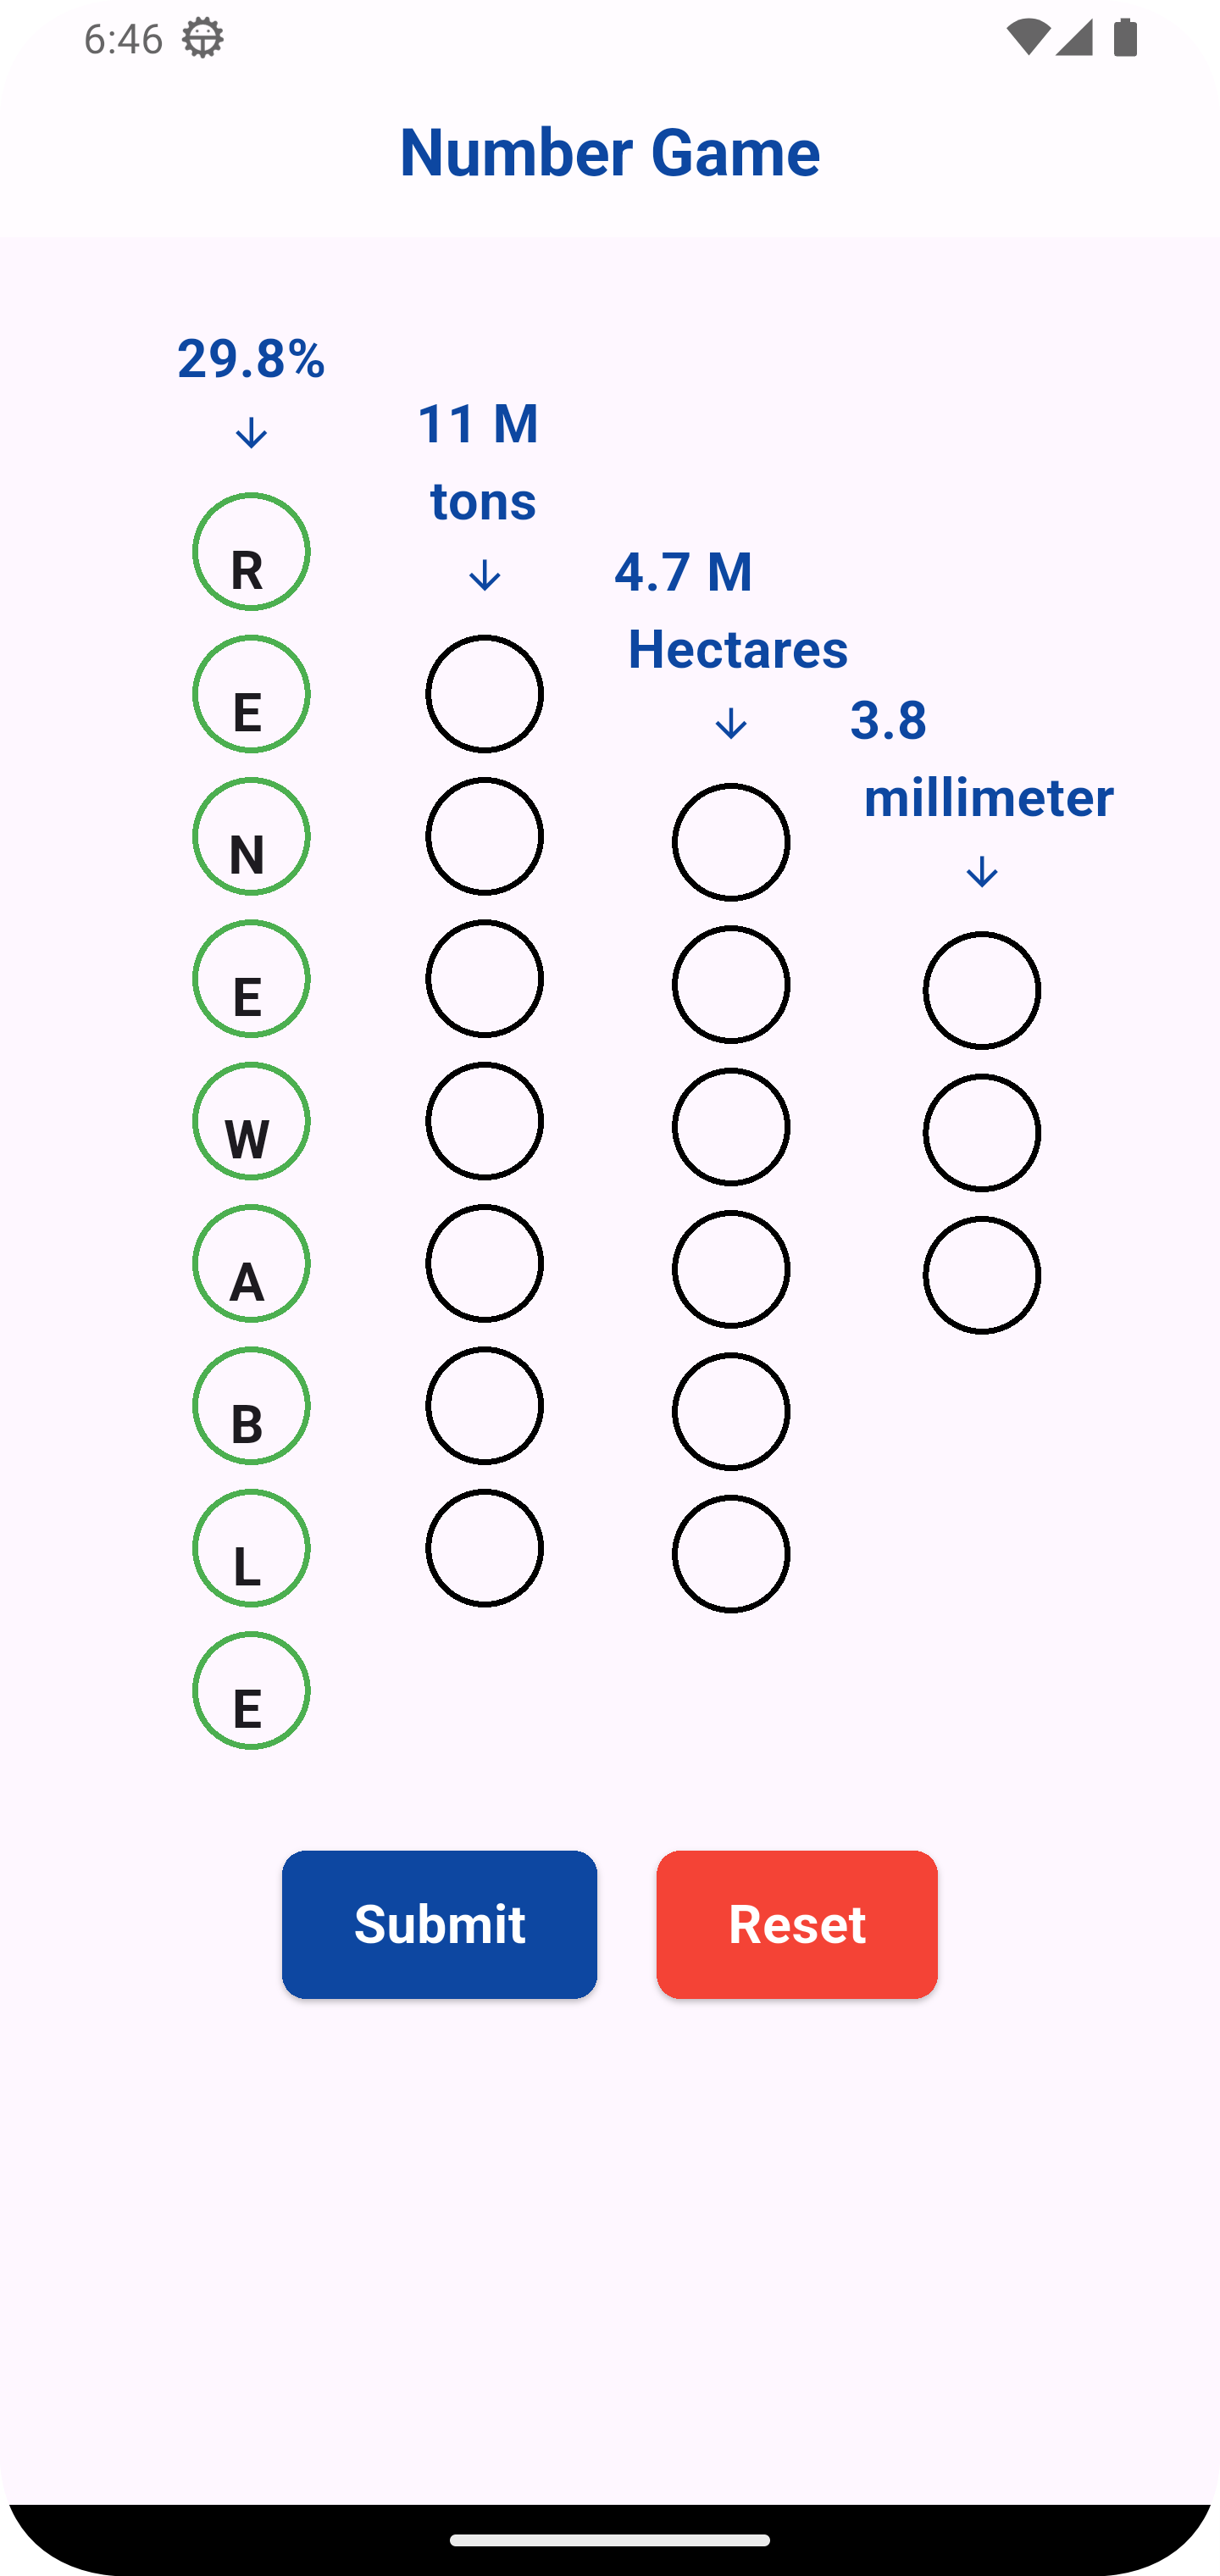 6:46
Number Game
29.8%
↓
11 M
tons
↓
4.7 M
Hectares
↓
3.8
millimeter
↓
R
E
N
E
W
A
B
L
E
Submit
Reset